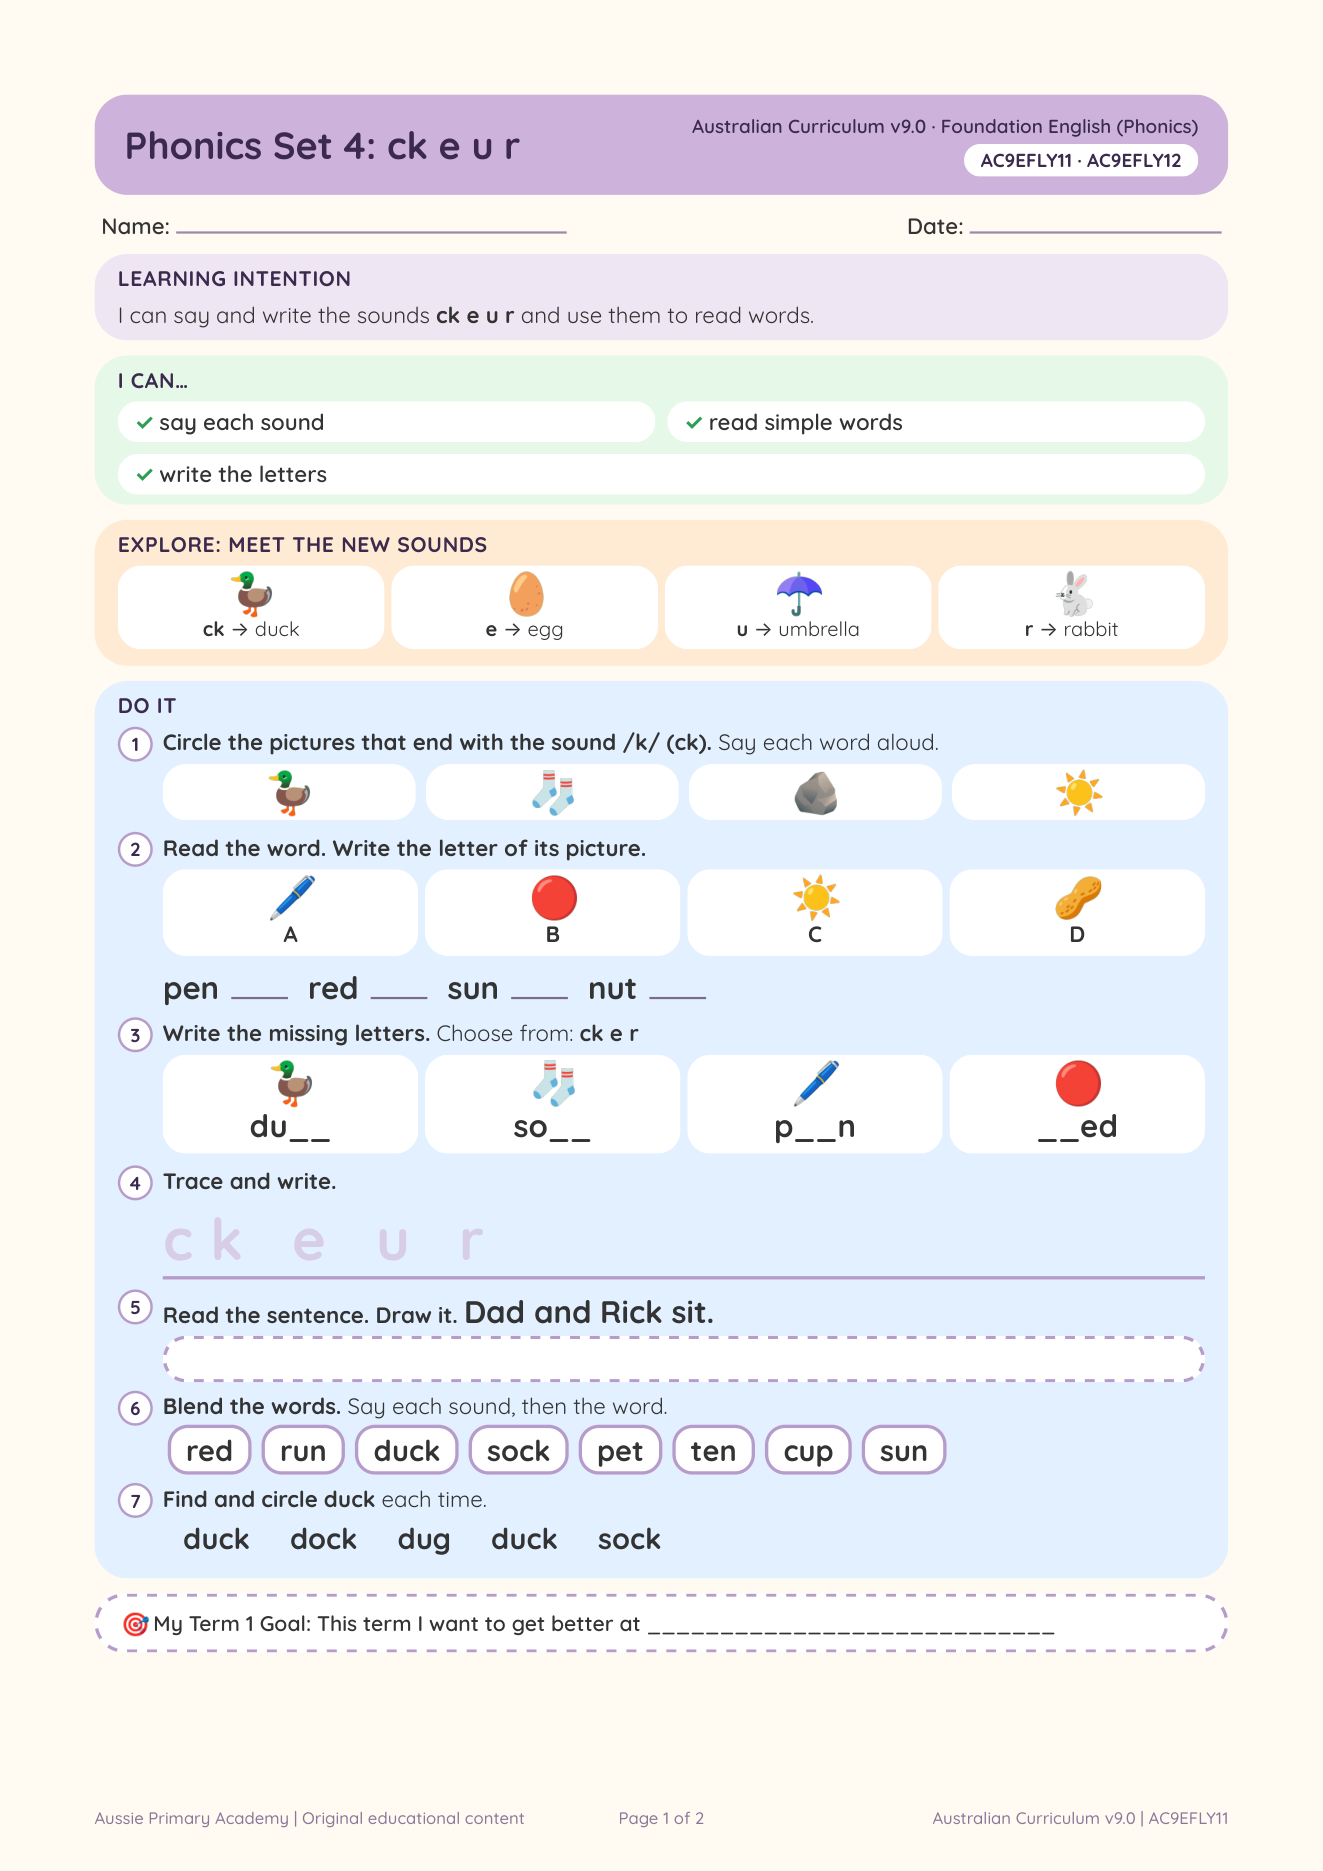 Phonics Set 4: ck e u r
Australian Curriculum v9.0 · Foundation English (Phonics)
AC9EFLY11 · AC9EFLY12
Name: 
Date: 
LEARNING INTENTION
I can say and write the sounds ck e u r and use them to read words.
I CAN…
✓ say each sound
✓ read simple words
✓ write the letters
EXPLORE: MEET THE NEW SOUNDS
ck → duck
e → egg
u → umbrella
r → rabbit
DO IT
1 Circle the pictures that end with the sound /k/ (ck). Say each word aloud.
2 Read the word. Write the letter of its picture.
A B C D
pen ____ red ____ sun ____ nut ____
3 Write the missing letters. Choose from: ck e r
du__ so__ p__n __ed
4 Trace and write.
ck e u r
5 Read the sentence. Draw it. Dad and Rick sit.
6 Blend the words. Say each sound, then the word.
red run duck sock pet ten cup sun
7 Find and circle duck each time.
duck dock dug duck sock
My Term 1 Goal: This term I want to get better at ____________________________
Aussie Primary Academy | Original educational content
Page 1 of 2
Australian Curriculum v9.0 | AC9EFLY11